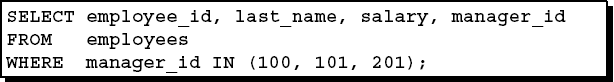 SELECT employee_id, last_name, salary, manager_id
FROM   employees
WHERE  manager_id IN (100, 101, 201);